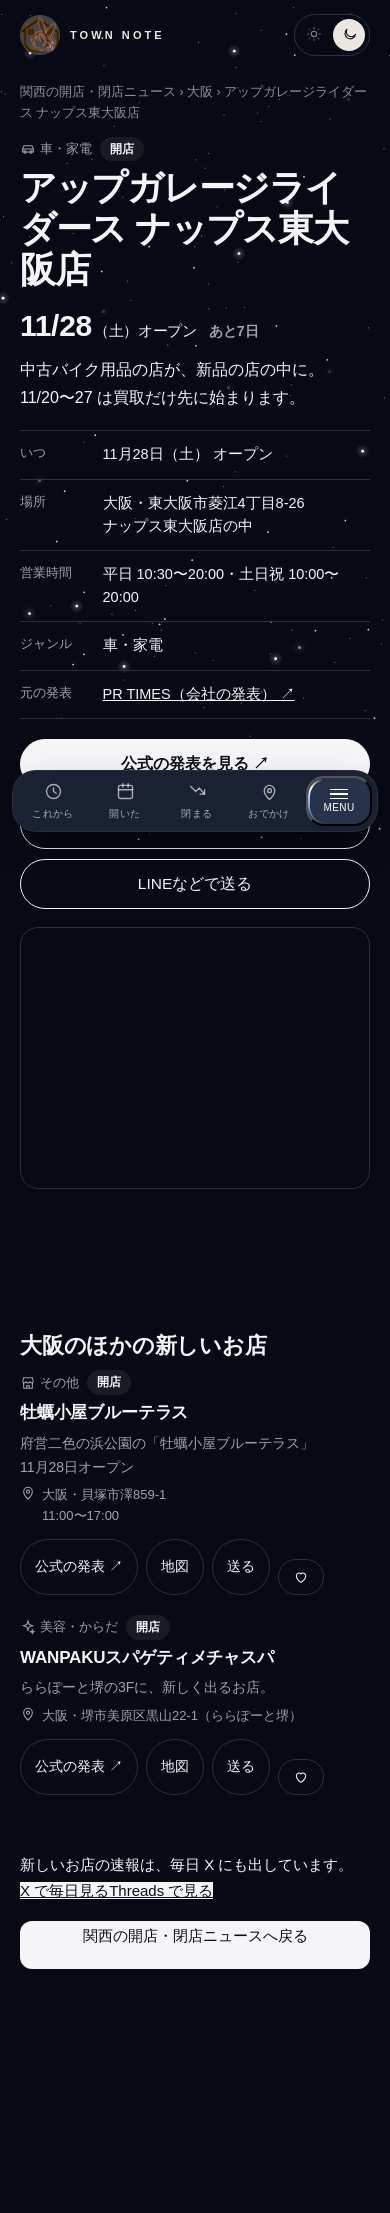 TOWN NOTE
関西の開店・閉店ニュース › 大阪 › アップガレージライダー
ス ナップス東大阪店
車・家電 開店
アップガレージライ
ダース ナップス東大
阪店
11/28（土）オープン あと7日
中古バイク用品の店が、新品の店の中に。
11/20〜27 は買取だけ先に始まります。
いつ 11月28日（土） オープン
場所 大阪・東大阪市菱江4丁目8-26
ナップス東大阪店の中
営業時間 平日 10:30〜20:00・土日祝 10:00〜
20:00
ジャンル 車・家電
元の発表 PR TIMES（会社の発表） ↗
公式の発表を見る ↗
これから 開いた 閉まる おでかけ MENU
LINEなどで送る
大阪のほかの新しいお店
その他 開店
牡蠣小屋ブルーテラス
府営二色の浜公園の「牡蠣小屋ブルーテラス」
11月28日オープン
大阪・貝塚市澤859-1
11:00〜17:00
公式の発表 ↗ 地図 送る
美容・からだ 開店
WANPAKUスパゲティメチャスパ
ららぽーと堺の3Fに、新しく出るお店。
大阪・堺市美原区黒山22-1（ららぽーと堺）
公式の発表 ↗ 地図 送る
新しいお店の速報は、毎日 X にも出しています。
X で毎日見るThreads で見る
関西の開店・閉店ニュースへ戻る